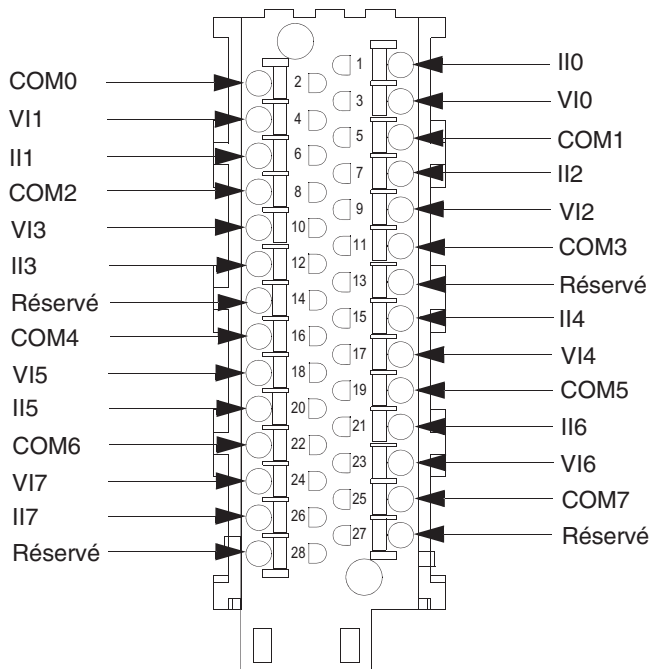 1 II0
COM0 2
3 VI0
VI1 4
5 COM1
II1 6
7 II2
COM2 8
9 VI2
VI3 10
11 COM3
II3 12
13 Réservé
Réservé 14
15 II4
COM4 16
17 VI4
VI5 18
19 COM5
II5 20
21 II6
COM6 22
23 VI6
VI7 24
25 COM7
II7 26
27 Réservé
Réservé 28